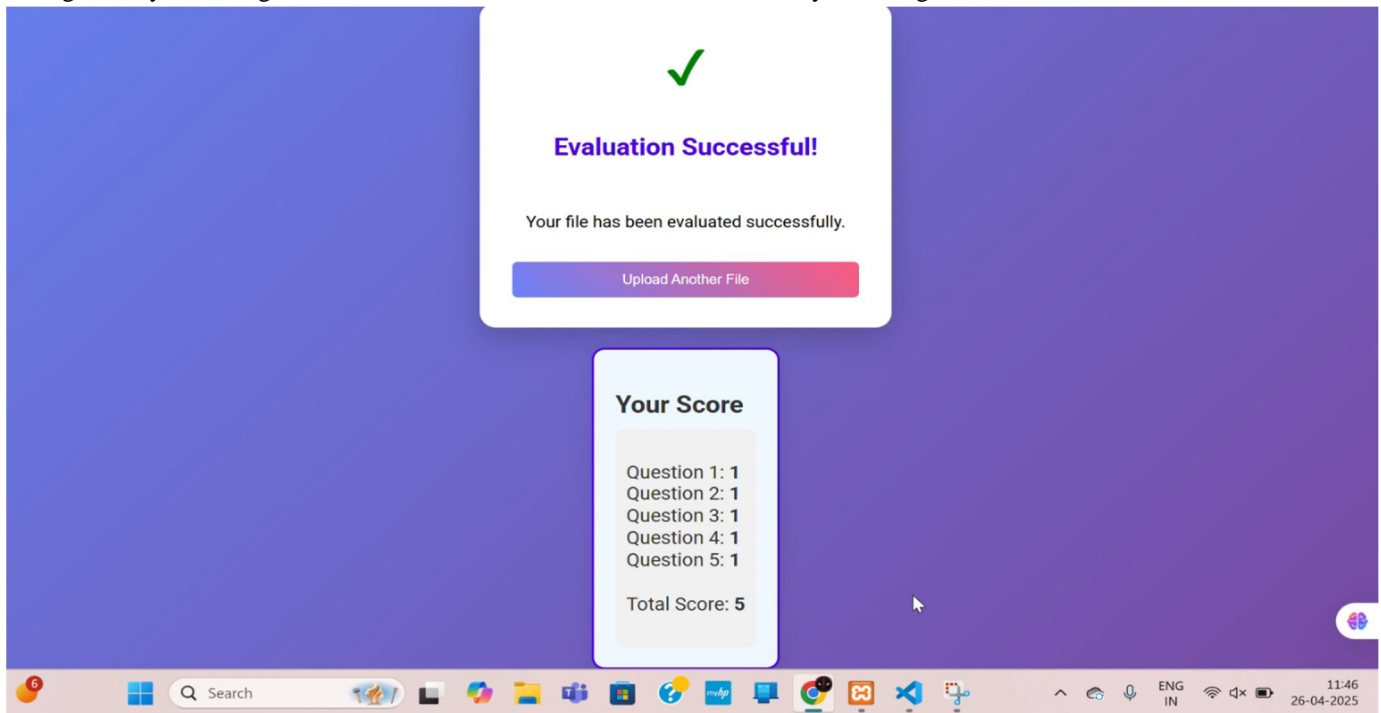 Evaluation Successful!
Your file has been evaluated successfully.
Upload Another File
Your Score
Question 1: 1
Question 2: 1
Question 3: 1
Question 4: 1
Question 5: 1
Total Score: 5
6
Search
myhp
ENG
IN
11:46
26-04-2025